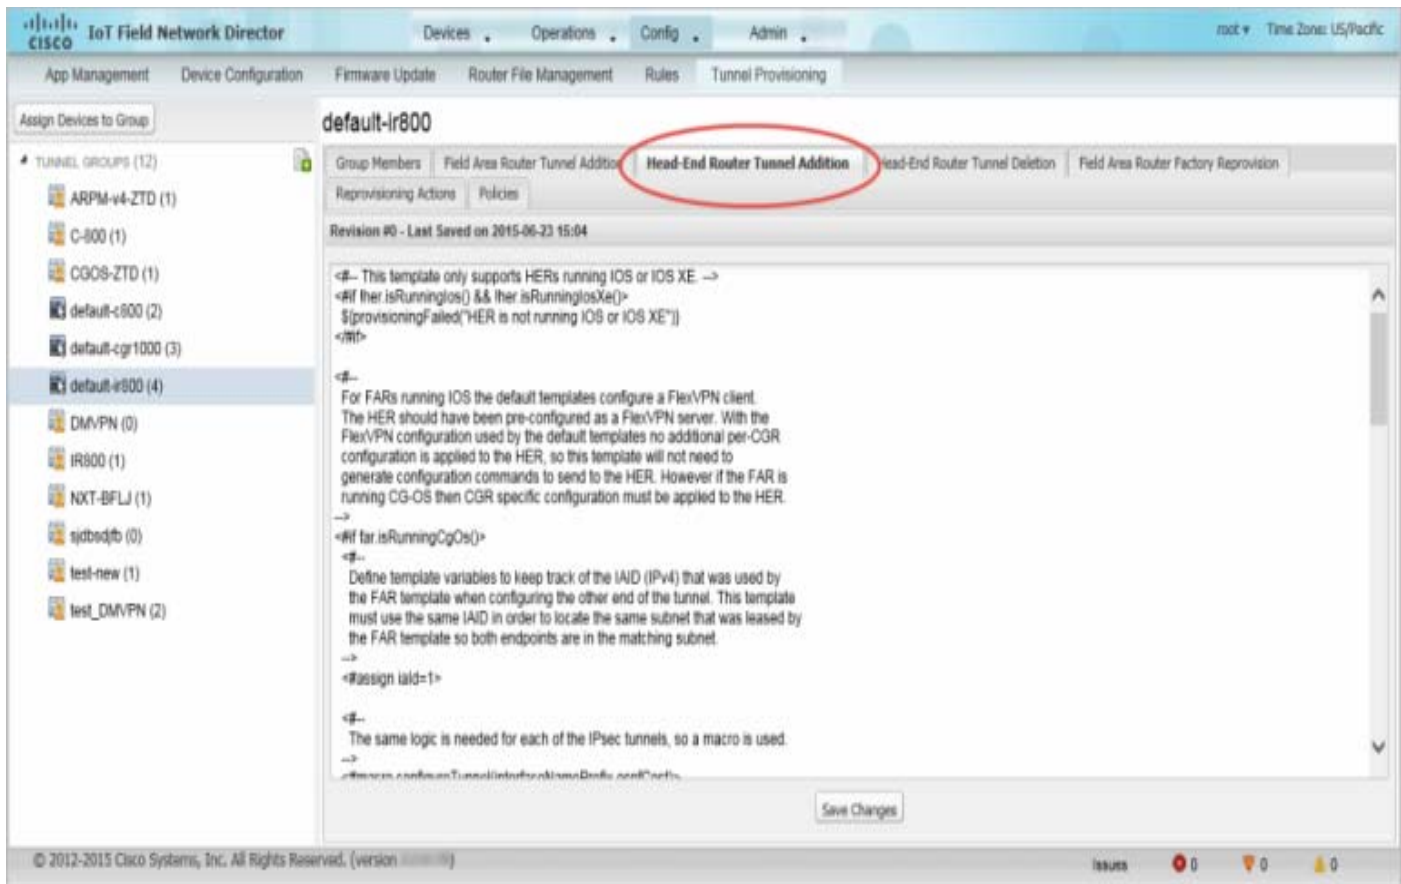 CISCO IoT Field Network Director
Devices Operations Config Admin
root Time Zone: US/Pacific
App Management Device Configuration Firmware Update Router File Management Rules Tunnel Provisioning
Assign Devices to Group
TUNNEL GROUPS (12)
ARPM-v4-ZTD (1)
C-800 (1)
CGOS-ZTD (1)
default-c800 (2)
default-cgr1000 (3)
default-ir800 (4)
DMVPN (0)
IR800 (1)
NXT-BFLJ (1)
sjdbsdjfb (0)
test-new (1)
test_DMVPN (2)
default-ir800
Group Members Field Area Router Tunnel Addition Head-End Router Tunnel Addition Head-End Router Tunnel Deletion Field Area Router Factory Reprovision
Reprovisioning Actions Policies
Revision #0 - Last Saved on 2015-06-23 15:04
<#-- This template only supports HERs running IOS or IOS XE. -->
<#if !her.isRunningIos() && !her.isRunningIosXe()>
${provisioningFailed("HER is not running IOS or IOS XE")}
</#if>
<#--
For FARs running IOS the default templates configure a FlexVPN client.
The HER should have been pre-configured as a FlexVPN server. With the
FlexVPN configuration used by the default templates no additional per-CGR
configuration is applied to the HER, so this template will not need to
generate configuration commands to send to the HER. However if the FAR is
running CG-OS then CGR specific configuration must be applied to the HER.
-->
<#if far.isRunningCgOs()>
<#--
Define template variables to keep track of the IAID (IPv4) that was used by
the FAR template when configuring the other end of the tunnel. This template
must use the same IAID in order to locate the same subnet that was leased by
the FAR template so both endpoints are in the matching subnet.
-->
<#assign iaId=1>
<#--
The same logic is needed for each of the IPsec tunnels, so a macro is used.
-->
<#macro configureTunnel(interfaceNamePrefix ospfCost)>
Save Changes
© 2012-2015 Cisco Systems, Inc. All Rights Reserved. (version )
Issues 0 0 0